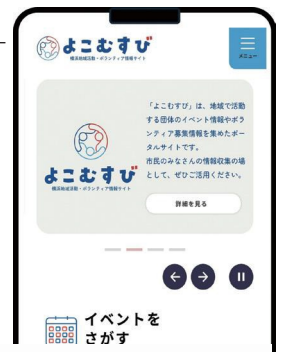 よこむすび
横浜地域活動・ボランティア情報サイト
メニュー
「よこむすび」は、地域で活動
する団体のイベント情報やボラ
ンティア募集情報を集めたポー
タルサイトです。
市民のみなさんの情報収集の場
として、ぜひご活用ください。
よこむすび
横浜地域活動・ボランティア情報サイト
詳細を見る
イベントを
さがす